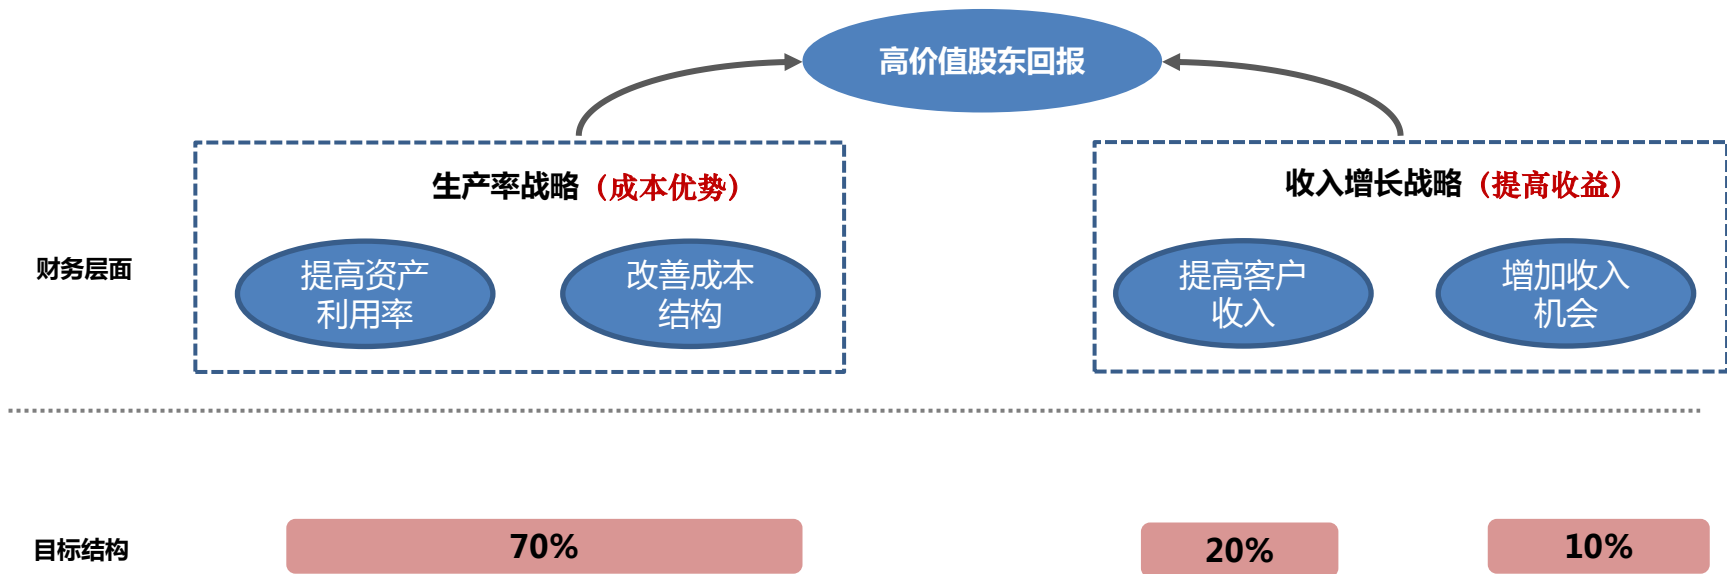 高价值股东回报
生产率战略（成本优势）
收入增长战略（提高收益）
财务层面
提高资产
利用率
改善成本
结构
提高客户
收入
增加收入
机会
目标结构
70%
20%
10%